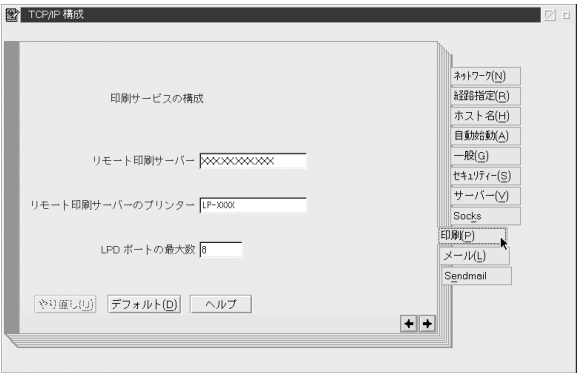 TCP/IP 構成
印刷サービスの構成
リモート印刷サーバー XXXXXXXXXX
リモート印刷サーバーのプリンター LP-XXXX
LPD ポートの最大数 8
やり直し(U) デフォルト(D) ヘルプ
ネットワーク(N)
経路指定(R)
ホスト名(H)
自動始動(A)
一般(G)
セキュリティー(S)
サーバー(V)
Socks
印刷(P)
メール(L)
Sendmail